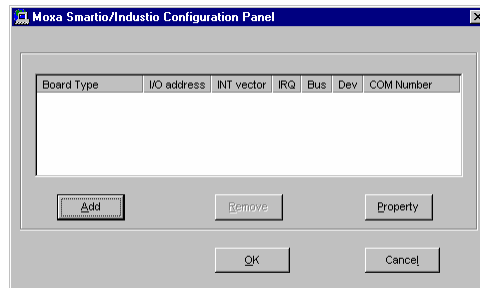 Moxa Smartio/Industio Configuration Panel
Board Type I/O address INT vector IRQ Bus Dev COM Number
Add Remove Property
OK Cancel